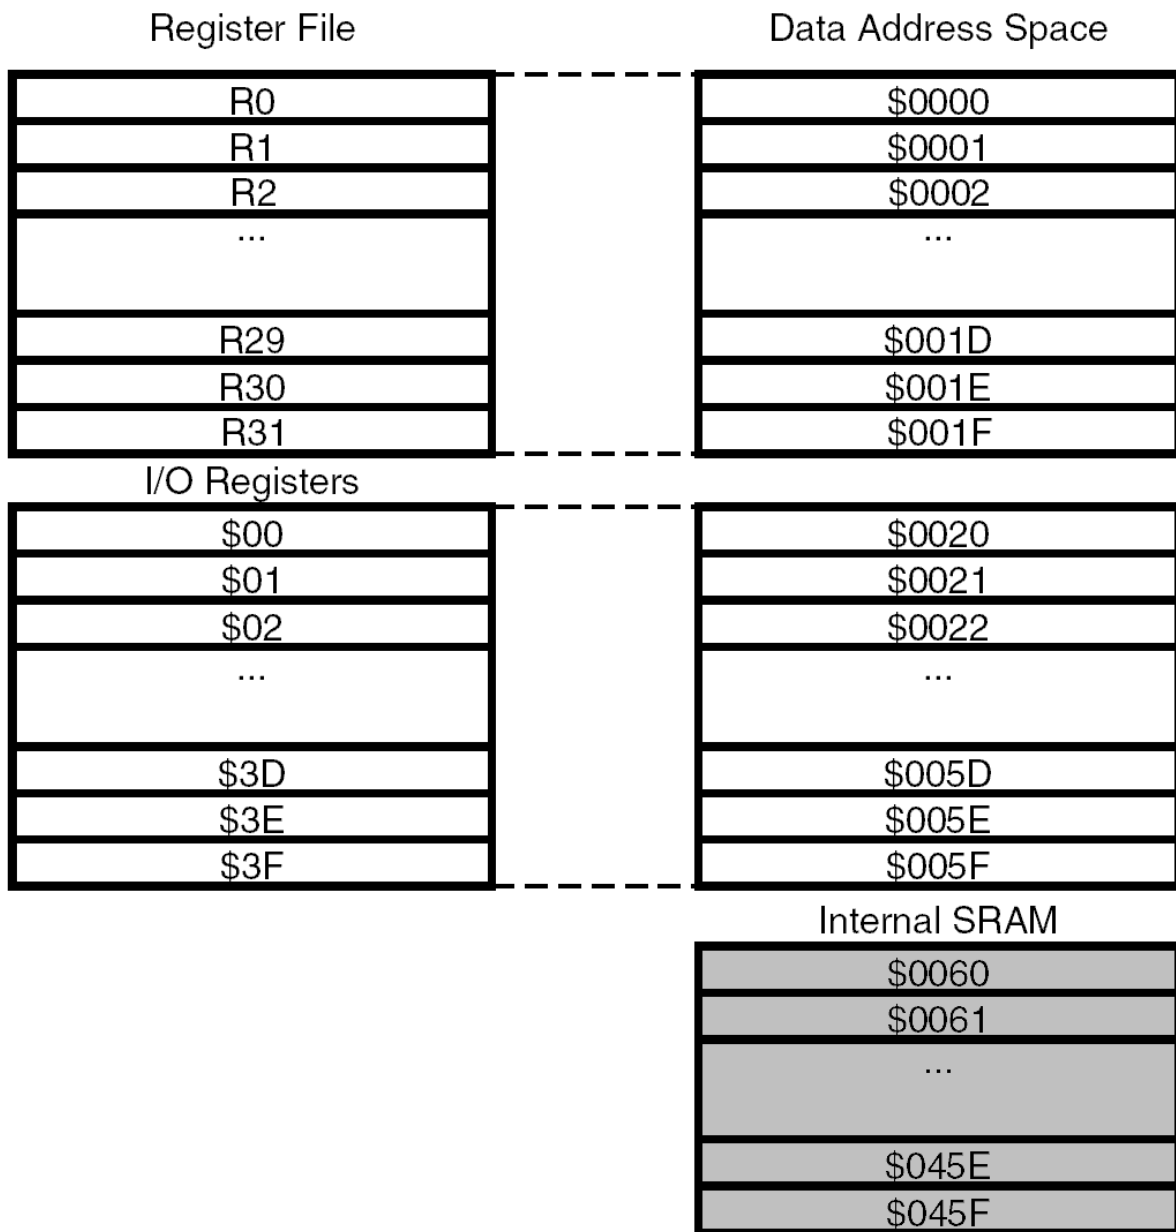 Register File Data Address Space
R0 $0000
R1 $0001
R2 $0002
... ...
R29 $001D
R30 $001E
R31 $001F
I/O Registers
$00 $0020
$01 $0021
$02 $0022
... ...
$3D $005D
$3E $005E
$3F $005F
Internal SRAM
$0060
$0061
...
$045E
$045F